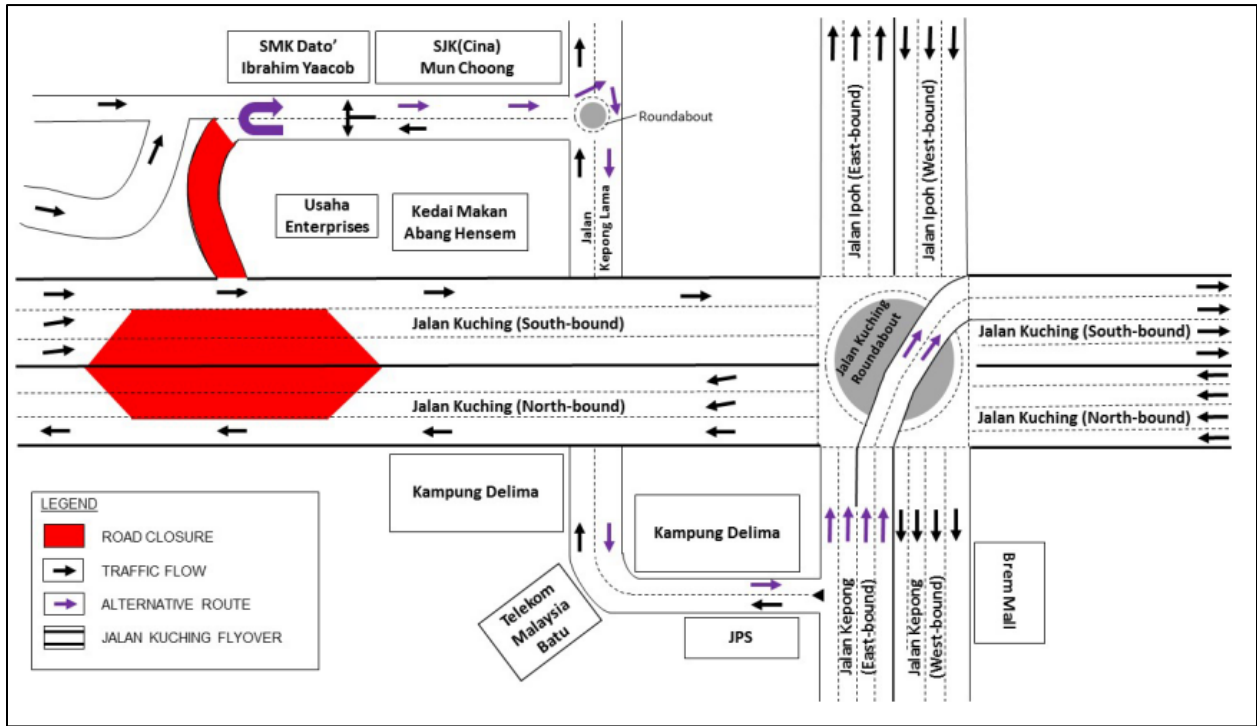 SMK Dato'
Ibrahim Yaacob
SJK(Cina)
Mun Choong
Roundabout
Jalan Ipoh (East-bound)
Jalan Ipoh (West-bound)
Usaha
Enterprises
Kedai Makan
Abang Hensem
Jalan
Kepong Lama
Jalan Kuching (South-bound)
Jalan Kuching
Roundabout
Jalan Kuching (South-bound)
Jalan Kuching (North-bound)
Jalan Kuching (North-bound)
Kampung Delima
Kampung Delima
LEGEND
ROAD CLOSURE
TRAFFIC FLOW
ALTERNATIVE ROUTE
JALAN KUCHING FLYOVER
Telekom
Malaysia
Batu
JPS
Jalan Kepong
(East-bound)
Jalan Kepong
(West-bound)
Brem Mall